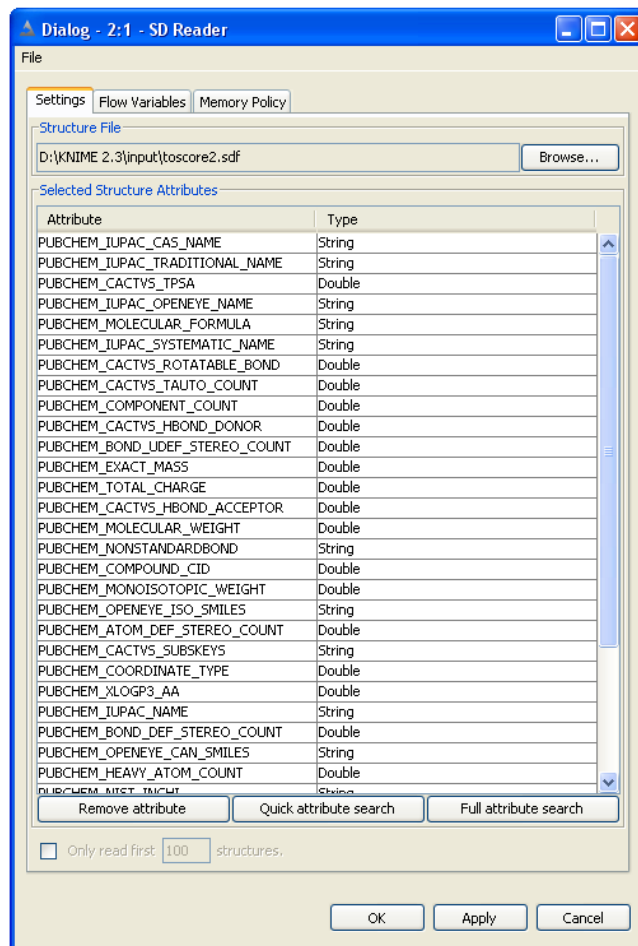 Dialog - 2:1 - SD Reader
File
Settings Flow Variables Memory Policy
Structure File
D:\KNIME 2.3\input\toscore2.sdf Browse...
Selected Structure Attributes
Attribute Type
PUBCHEM_IUPAC_CAS_NAME String
PUBCHEM_IUPAC_TRADITIONAL_NAME String
PUBCHEM_CACTVS_TPSA Double
PUBCHEM_IUPAC_OPENEYE_NAME String
PUBCHEM_MOLECULAR_FORMULA String
PUBCHEM_IUPAC_SYSTEMATIC_NAME String
PUBCHEM_CACTVS_ROTATABLE_BOND Double
PUBCHEM_CACTVS_TAUTO_COUNT Double
PUBCHEM_COMPONENT_COUNT Double
PUBCHEM_CACTVS_HBOND_DONOR Double
PUBCHEM_BOND_UDEF_STEREO_COUNT Double
PUBCHEM_EXACT_MASS Double
PUBCHEM_TOTAL_CHARGE Double
PUBCHEM_CACTVS_HBOND_ACCEPTOR Double
PUBCHEM_MOLECULAR_WEIGHT Double
PUBCHEM_NONSTANDARDBOND String
PUBCHEM_COMPOUND_CID Double
PUBCHEM_MONOISOTOPIC_WEIGHT Double
PUBCHEM_OPENEYE_ISO_SMILES String
PUBCHEM_ATOM_DEF_STEREO_COUNT Double
PUBCHEM_CACTVS_SUBSKEYS String
PUBCHEM_COORDINATE_TYPE Double
PUBCHEM_XLOGP3_AA Double
PUBCHEM_IUPAC_NAME String
PUBCHEM_BOND_DEF_STEREO_COUNT Double
PUBCHEM_OPENEYE_CAN_SMILES String
PUBCHEM_HEAVY_ATOM_COUNT Double
PUBCHEM_NIST_INCHI String
Remove attribute Quick attribute search Full attribute search
Only read first 100 structures.
OK Apply Cancel